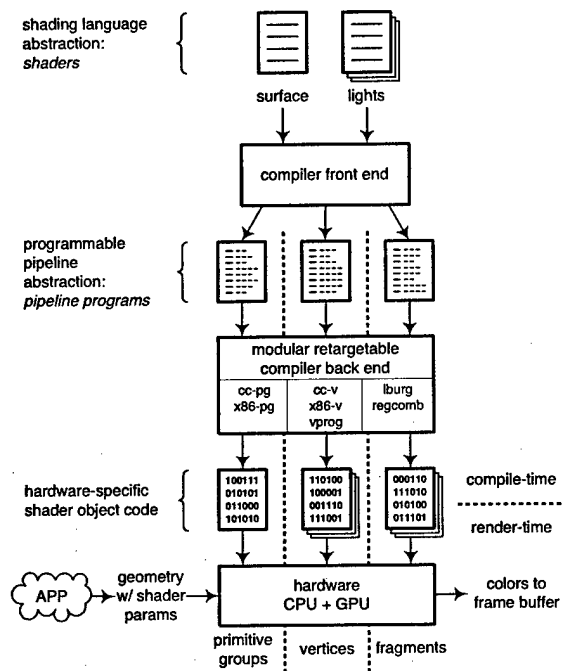 shading language
abstraction:
shaders
surface lights
compiler front end
programmable
pipeline
abstraction:
pipeline programs
modular retargetable
compiler back end
cc-pg cc-v lburg
x86-pg x86-v regcomb
vprog
hardware-specific
shader object code
100111 110100 000110
010101 100001 111010
011000 001110 010100
101010 111001 011101
compile-time
render-time
APP
geometry
w/ shader
params
hardware
CPU + GPU
colors to
frame buffer
primitive
groups
vertices
fragments